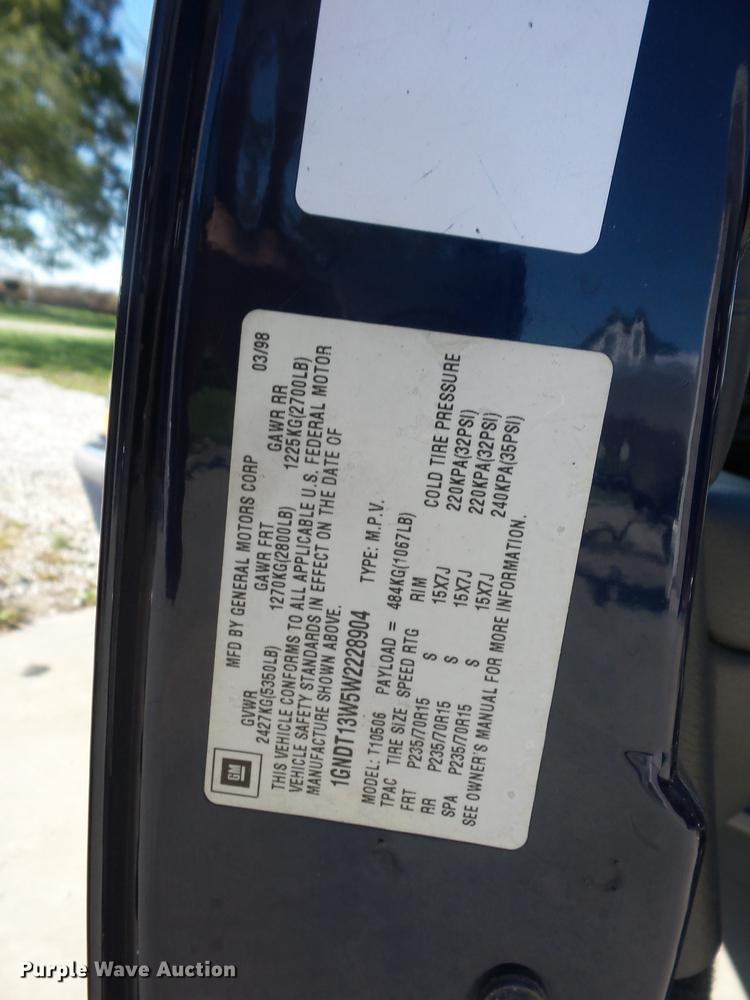 GM
MFD BY GENERAL MOTORS CORP 03/98
GVWR GAWR FRT GAWR RR
2427KG(5350LB) 1270KG(2800LB) 1225KG(2700LB)
THIS VEHICLE CONFORMS TO ALL APPLICABLE U.S. FEDERAL MOTOR
VEHICLE SAFETY STANDARDS IN EFFECT ON THE DATE OF
MANUFACTURE SHOWN ABOVE.
1GNDT13W5W2228904 TYPE: M.P.V.
MODEL: T10506 PAYLOAD = 484KG(1067LB)
TPAC TIRE SIZE SPEED RTG RIM COLD TIRE PRESSURE
FRT P235/70R15 S 15X7J 220KPA(32PSI)
RR P235/70R15 S 15X7J 220KPA(32PSI)
SPA P235/70R15 S 15X7J 240KPA(35PSI)
SEE OWNER'S MANUAL FOR MORE INFORMATION.
Purple Wave Auction